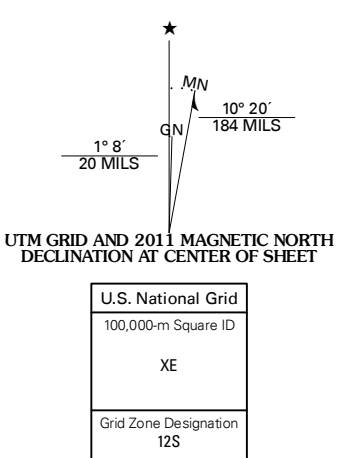 ★
MN
10° 20´
184 MILS
GN
1° 8´
20 MILS
UTM GRID AND 2011 MAGNETIC NORTH
DECLINATION AT CENTER OF SHEET
U.S. National Grid
100,000-m Square ID
XE
Grid Zone Designation
12S